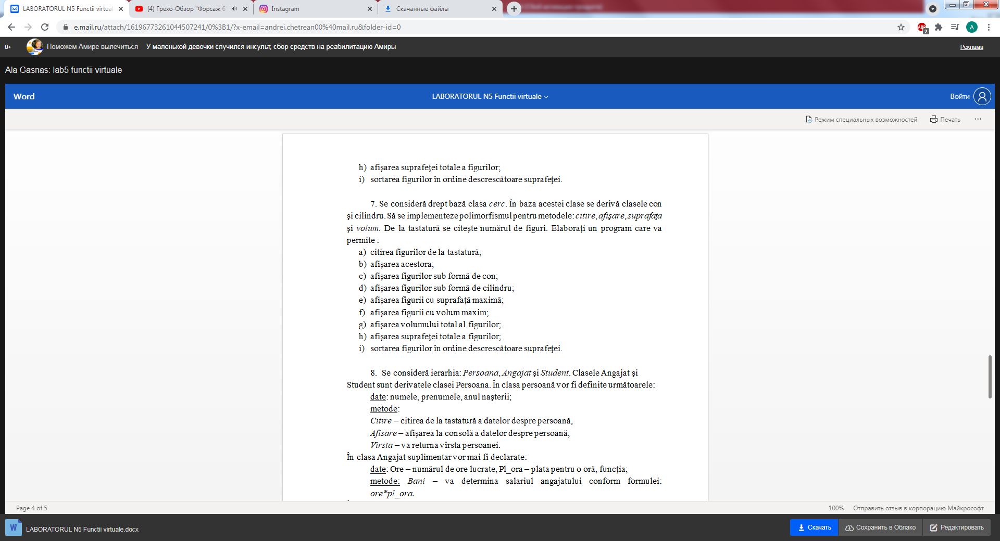 LABORATORUL N5 Functii virtual
(4) Грехо-Обзор "Форсаж 6"
Instagram
Скачанные файлы
e.mail.ru/attach/16196773261044507241/0%3B1/?x-email=andrei.chetrean00%40mail.ru&folder-id=0
ABP
2
A
0+
Поможем Амире вылечиться У маленькой девочки случился инсульт, сбор средств на реабилитацию Амиры
Реклама
Ala Gasnas: lab5 functii virtuale
Word
LABORATORUL N5 Functii virtuale
Войти
Режим специальных возможностей
Печать
...
h) afişarea suprafeţei totale a figurilor;
i) sortarea figurilor în ordine descrescătoare suprafeţei.
7. Se consideră drept bază clasa cerc. În baza acestei clase se derivă clasele con
şi cilindru. Să se implementeze polimorfismul pentru metodele: citire, afişare, suprafaţa
şi volum. De la tastatură se citeşte numărul de figuri. Elaboraţi un program care va
permite :
a) citirea figurilor de la tastatură;
b) afişarea acestora;
c) afişarea figurilor sub formă de con;
d) afişarea figurilor sub formă de cilindru;
e) afişarea figurii cu suprafaţă maximă;
f) afişarea figurii cu volum maxim;
g) afişarea volumului total al figurilor;
h) afişarea suprafeţei totale a figurilor;
i) sortarea figurilor în ordine descrescătoare suprafeţei.
8. Se consideră ierarhia: Persoana, Angajat şi Student. Clasele Angajat şi
Student sunt derivatele clasei Persoana. În clasa persoană vor fi definite următoarele:
date: numele, prenumele, anul naşterii;
metode:
Citire – citirea de la tastatură a datelor despre persoană,
Afisare – afişarea la consolă a datelor despre persoană;
Virsta – va returna vîrsta persoanei.
În clasa Angajat suplimentar vor mai fi declarate:
date: Ore – numărul de ore lucrate, Pl_ora – plata pentru o oră, funcţia;
metode: Bani – va determina salariul angajatului conform formulei:
ore*pl_ora.
Page 4 of 5
100%
Отправить отзыв в корпорацию Майкрософт
W
LABORATORUL N5 Functii virtuale.docx
Скачать
Сохранить в Облако
Редактировать